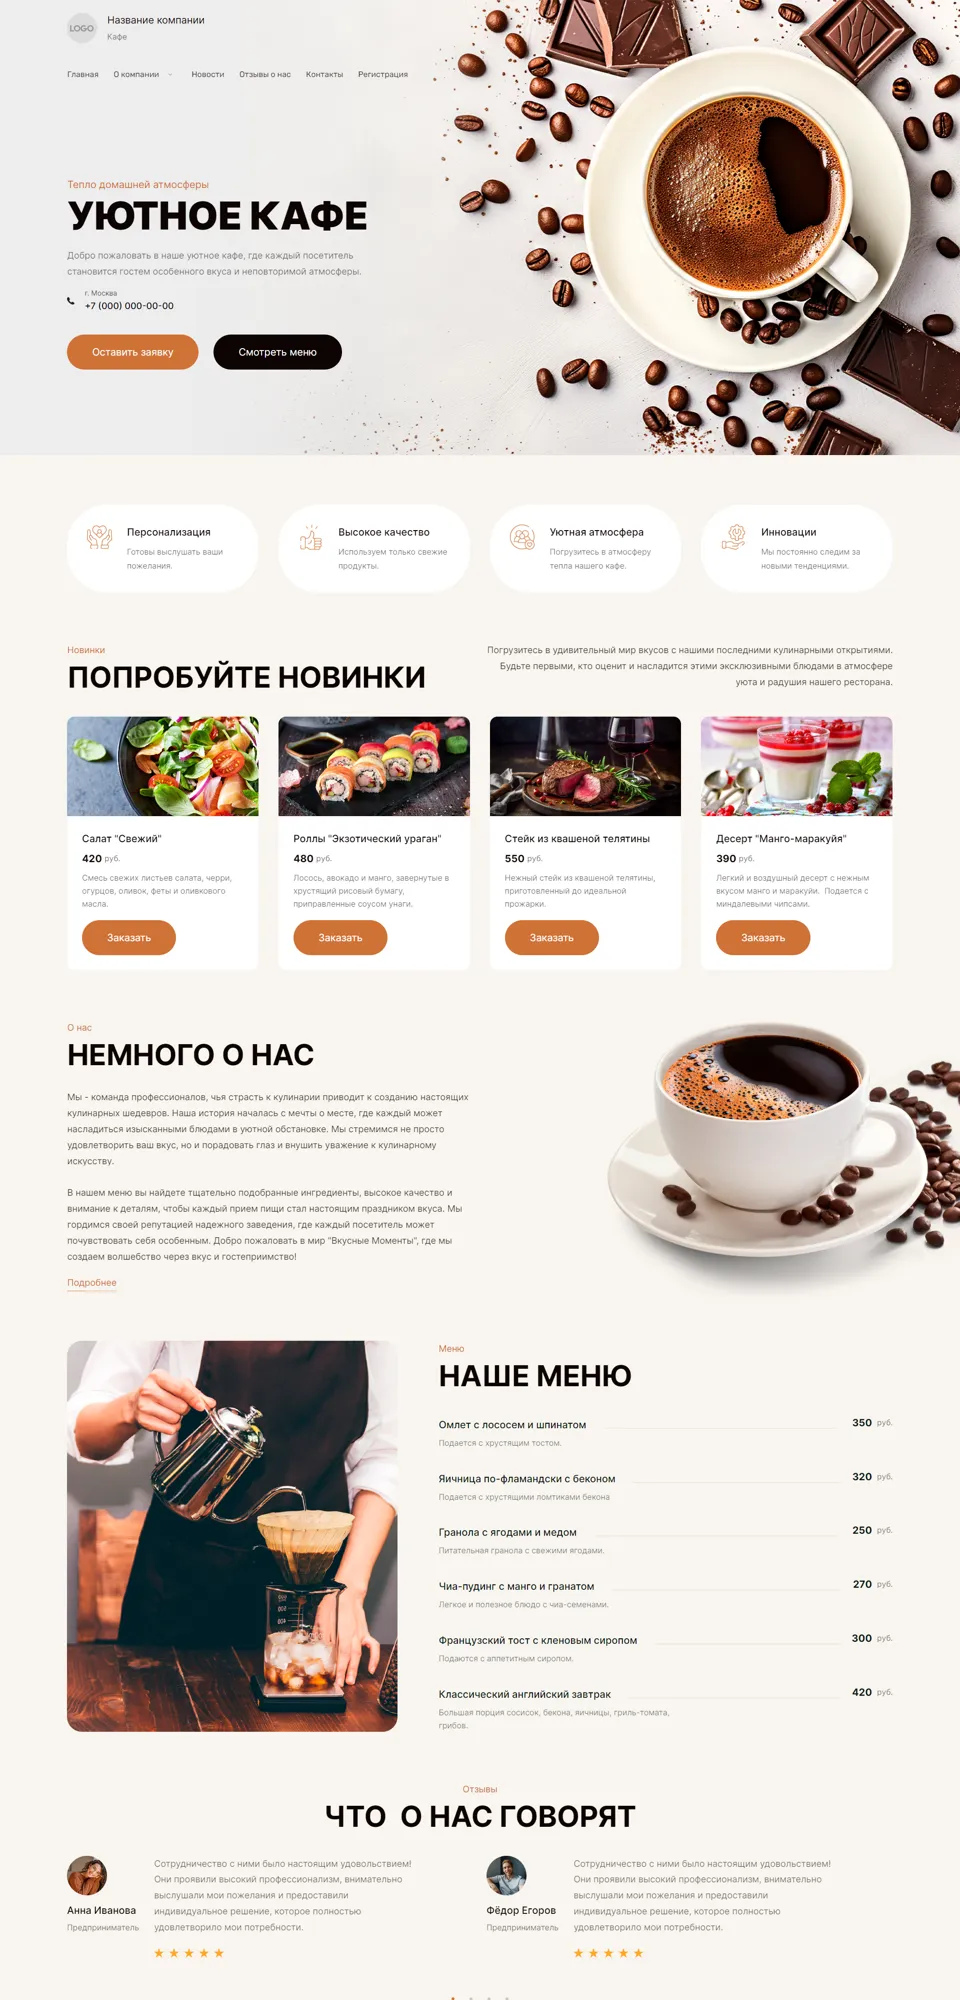 LOGO
Название компании
Кафе
Главная О компании Новости Отзывы о нас Контакты Регистрация
Тепло домашней атмосферы
УЮТНОЕ КАФЕ
Добро пожаловать в наше уютное кафе, где каждый посетитель
становится гостем особенного вкуса и неповторимой атмосферы.
г. Москва
+7 (000) 000-00-00
Оставить заявку
Смотреть меню
Персонализация
Готовы выслушать ваши
пожелания.
Высокое качество
Используем только свежие
продукты.
Уютная атмосфера
Погрузитесь в атмосферу
тепла нашего кафе.
Инновации
Мы постоянно следим за
новыми тенденциями.
Новинки
ПОПРОБУЙТЕ НОВИНКИ
Погрузитесь в удивительный мир вкусов с нашими последними кулинарными открытиями.
Будьте первыми, кто оценит и насладится этими эксклюзивными блюдами в атмосфере
уюта и радушия нашего ресторана.
Салат "Свежий"
420 руб.
Смесь свежих листьев салата, черри,
огурцов, оливок, феты и оливкового
масла.
Заказать
Роллы "Экзотический ураган"
480 руб.
Лосось, авокадо и манго, завернутые в
хрустящий рисовый бумагу,
приправленные соусом унаги.
Заказать
Стейк из квашеной телятины
550 руб.
Нежный стейк из квашеной телятины,
приготовленный до идеальной
прожарки.
Заказать
Десерт "Манго-маракуйя"
390 руб.
Легкий и воздушный десерт с нежным
вкусом манго и маракуйи. Подается с
миндалевыми чипсами.
Заказать
О нас
НЕМНОГО О НАС
Мы - команда профессионалов, чья страсть к кулинарии приводит к созданию настоящих
кулинарных шедевров. Наша история началась с мечты о месте, где каждый может
насладиться изысканными блюдами в уютной обстановке. Мы стремимся не просто
удовлетворить ваш вкус, но и порадовать глаз и внушить уважение к кулинарному
искусству.
В нашем меню вы найдете тщательно подобранные ингредиенты, высокое качество и
внимание к деталям, чтобы каждый прием пищи стал настоящим праздником вкуса. Мы
гордимся своей репутацией надежного заведения, где каждый посетитель может
почувствовать себя особенным. Добро пожаловать в мир "Вкусные Моменты", где мы
создаем волшебство через вкус и гостеприимство!
Подробнее
Меню
НАШЕ МЕНЮ
Омлет с лососем и шпинатом 350 руб.
Подается с хрустящим тостом.
Яичница по-фламандски с беконом 320 руб.
Подается с хрустящими ломтиками бекона
Гранола с ягодами и медом 250 руб.
Питательная гранола с свежими ягодами.
Чиа-пудинг с манго и гранатом 270 руб.
Легкое и полезное блюдо с чиа-семенами.
Французский тост с кленовым сиропом 300 руб.
Подаются с аппетитным сиропом.
Классический английский завтрак 420 руб.
Большая порция сосисок, бекона, яичницы, гриль-томата,
грибов.
Отзывы
ЧТО О НАС ГОВОРЯТ
Анна Иванова
Предприниматель
Сотрудничество с ними было настоящим удовольствием!
Они проявили высокий профессионализм, внимательно
выслушали мои пожелания и предоставили
индивидуальное решение, которое полностью
удовлетворило мои потребности.
Фёдор Егоров
Предприниматель
Сотрудничество с ними было настоящим удовольствием!
Они проявили высокий профессионализм, внимательно
выслушали мои пожелания и предоставили
индивидуальное решение, которое полностью
удовлетворило мои потребности.